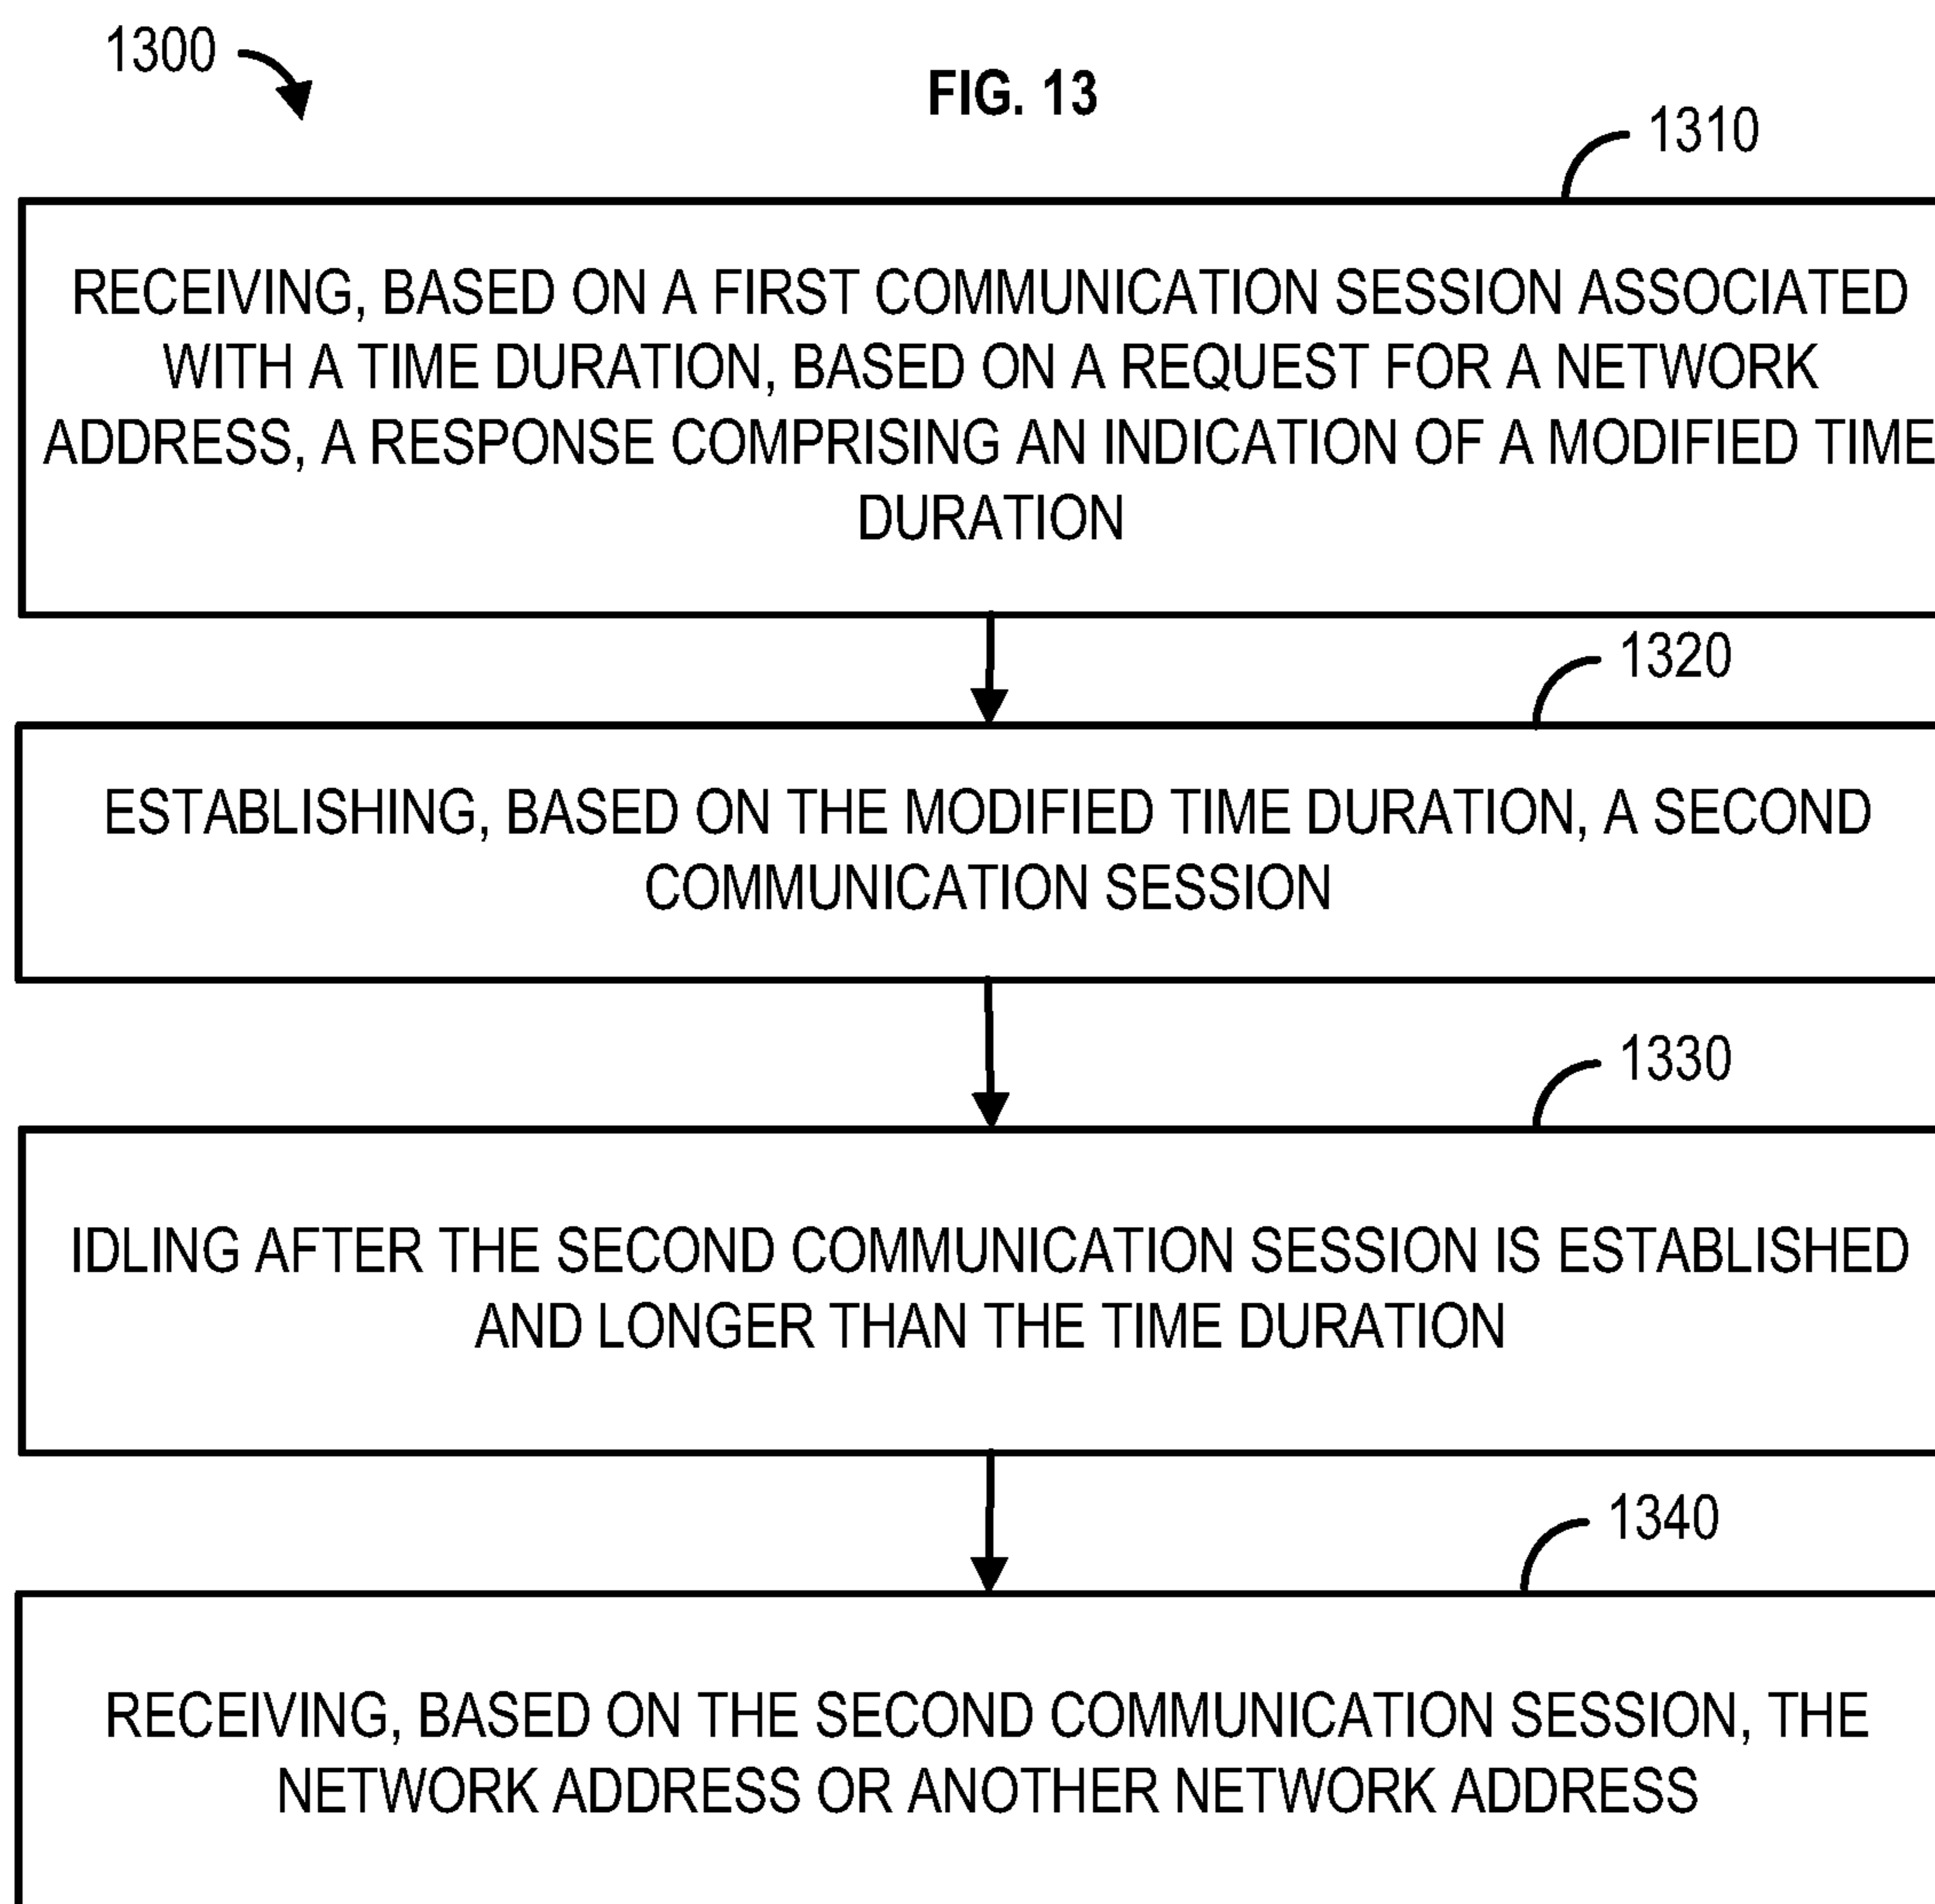 1300
FIG. 13
1310
RECEIVING, BASED ON A FIRST COMMUNICATION SESSION ASSOCIATED
WITH A TIME DURATION, BASED ON A REQUEST FOR A NETWORK
ADDRESS, A RESPONSE COMPRISING AN INDICATION OF A MODIFIED TIME
DURATION
1320
ESTABLISHING, BASED ON THE MODIFIED TIME DURATION, A SECOND
COMMUNICATION SESSION
1330
IDLING AFTER THE SECOND COMMUNICATION SESSION IS ESTABLISHED
AND LONGER THAN THE TIME DURATION
1340
RECEIVING, BASED ON THE SECOND COMMUNICATION SESSION, THE
NETWORK ADDRESS OR ANOTHER NETWORK ADDRESS